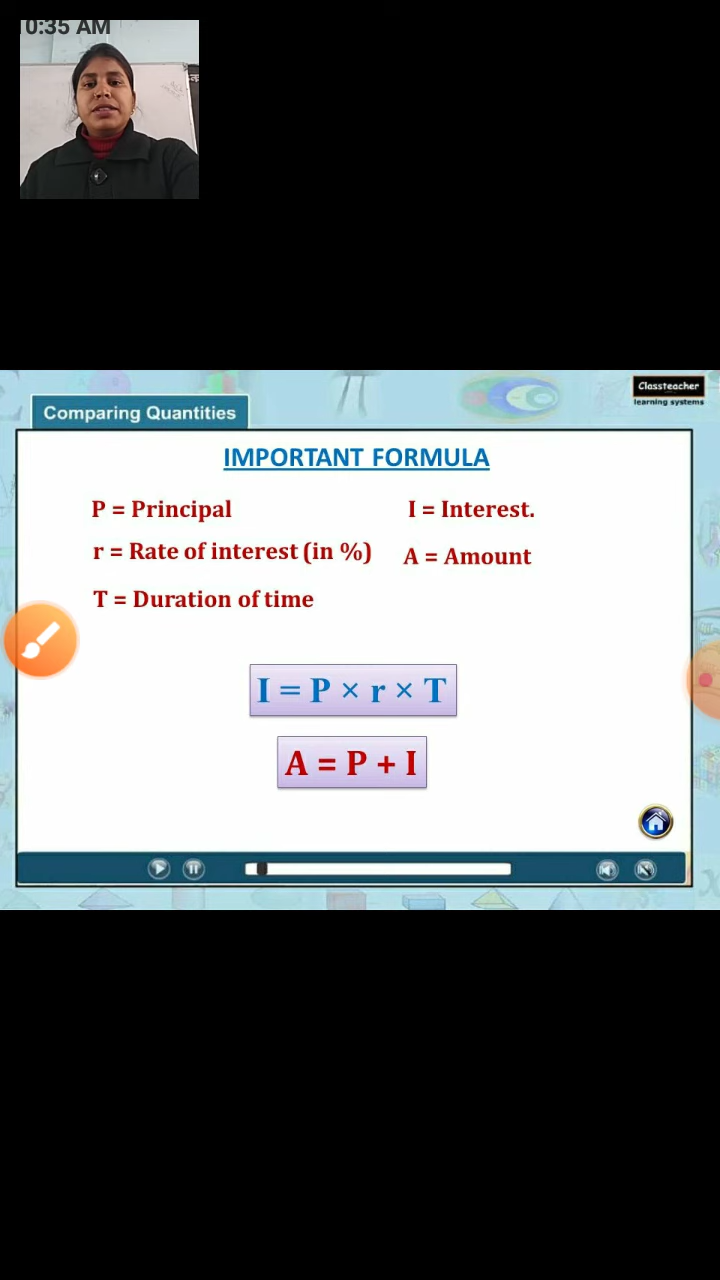 0:35 AM
Classteacher
learning systems
Comparing Quantities
IMPORTANT FORMULA
P = Principal
I = Interest.
r = Rate of interest (in %)
A = Amount
T = Duration of time
I = P × r × T
A = P + I